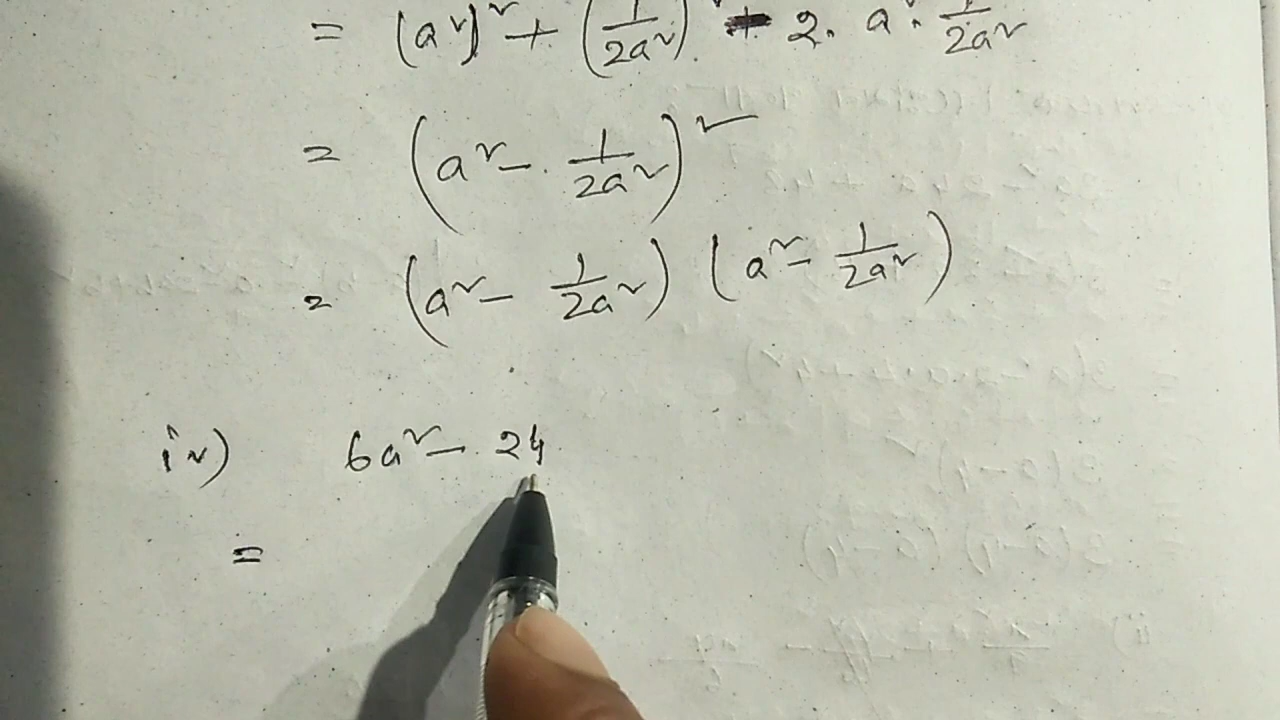 = (a²)² + (1/2a²)² - 2. a². 1/2a²
= (a² - 1/2a²)²
= (a² - 1/2a²) (a² - 1/2a²)
iv) 6a² - 24
=